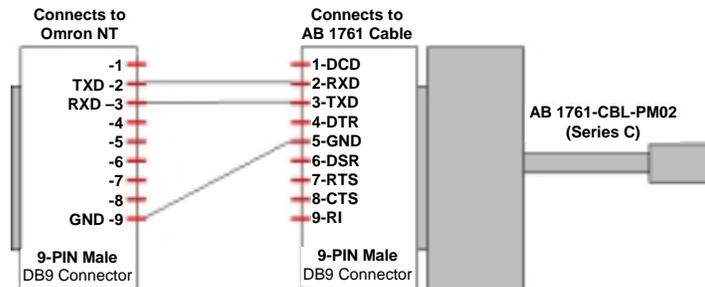 Connects to
Omron NT
-1
TXD -2
RXD –3
-4
-5
-6
-7
-8
GND -9
9-PIN Male
DB9 Connector
Connects to
AB 1761 Cable
1-DCD
2-RXD
3-TXD
4-DTR
5-GND
6-DSR
7-RTS
8-CTS
9-RI
9-PIN Male
DB9 Connector
AB 1761-CBL-PM02
(Series C)